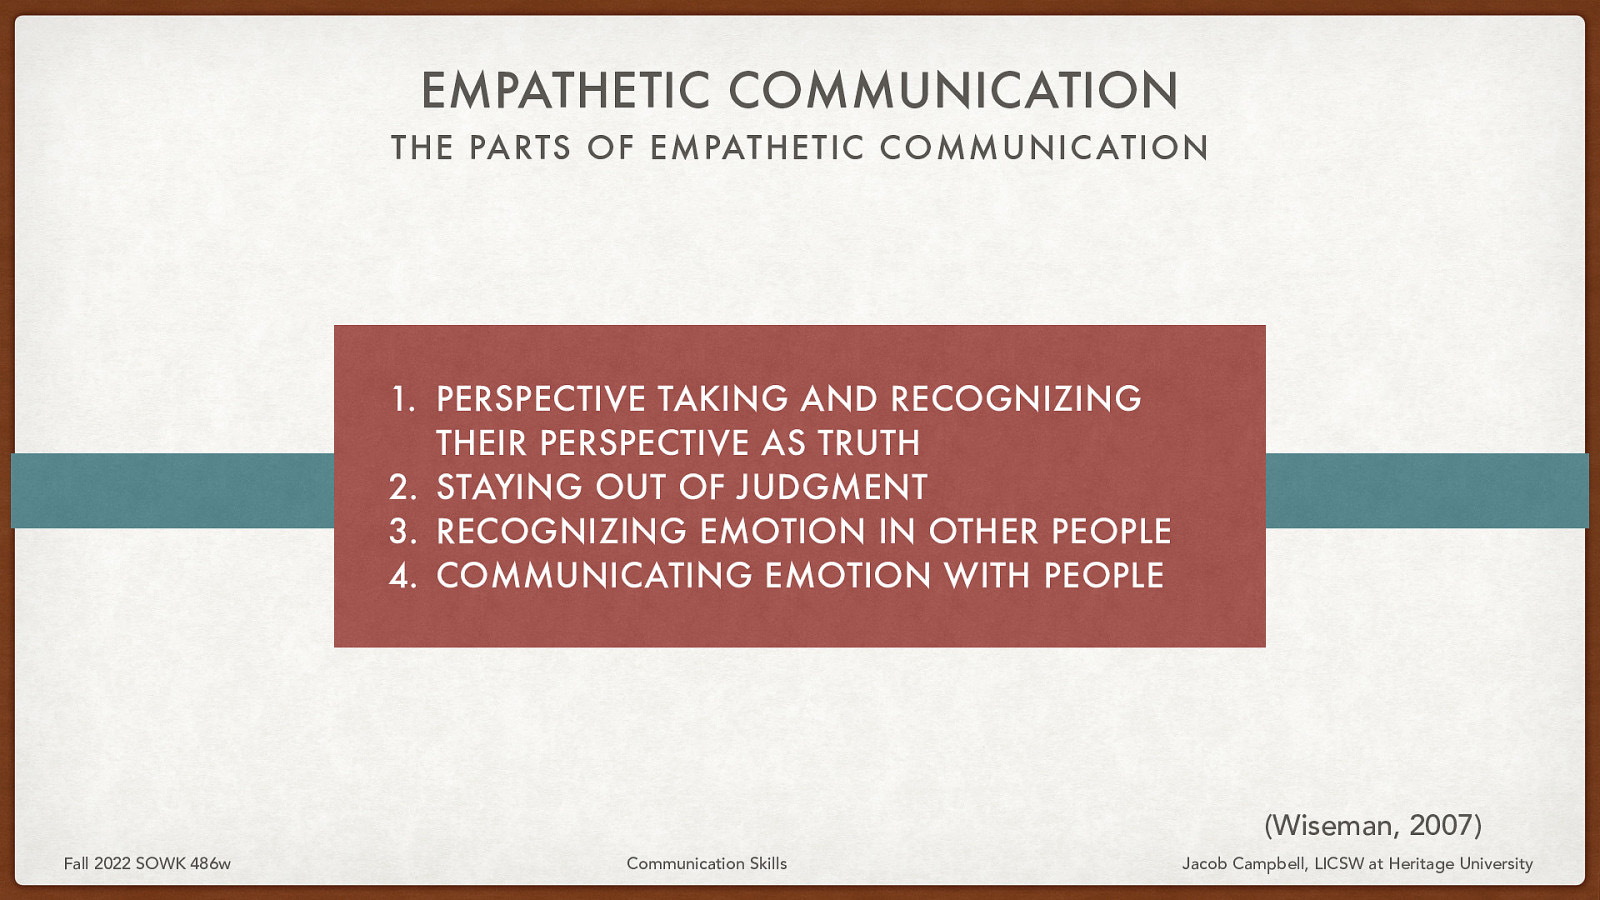 EMPATHETIC COMMUNICATION
THE PARTS OF EMPATHETIC COMMUNICATION
1. PERSPECTIVE TAKING AND RECOGNIZING
THEIR PERSPECTIVE AS TRUTH
2. STAYING OUT OF JUDGMENT
3. RECOGNIZING EMOTION IN OTHER PEOPLE
4. COMMUNICATING EMOTION WITH PEOPLE
(Wiseman, 2007)
Fall 2022 SOWK 486w
Communication Skills
Jacob Campbell, LICSW at Heritage University